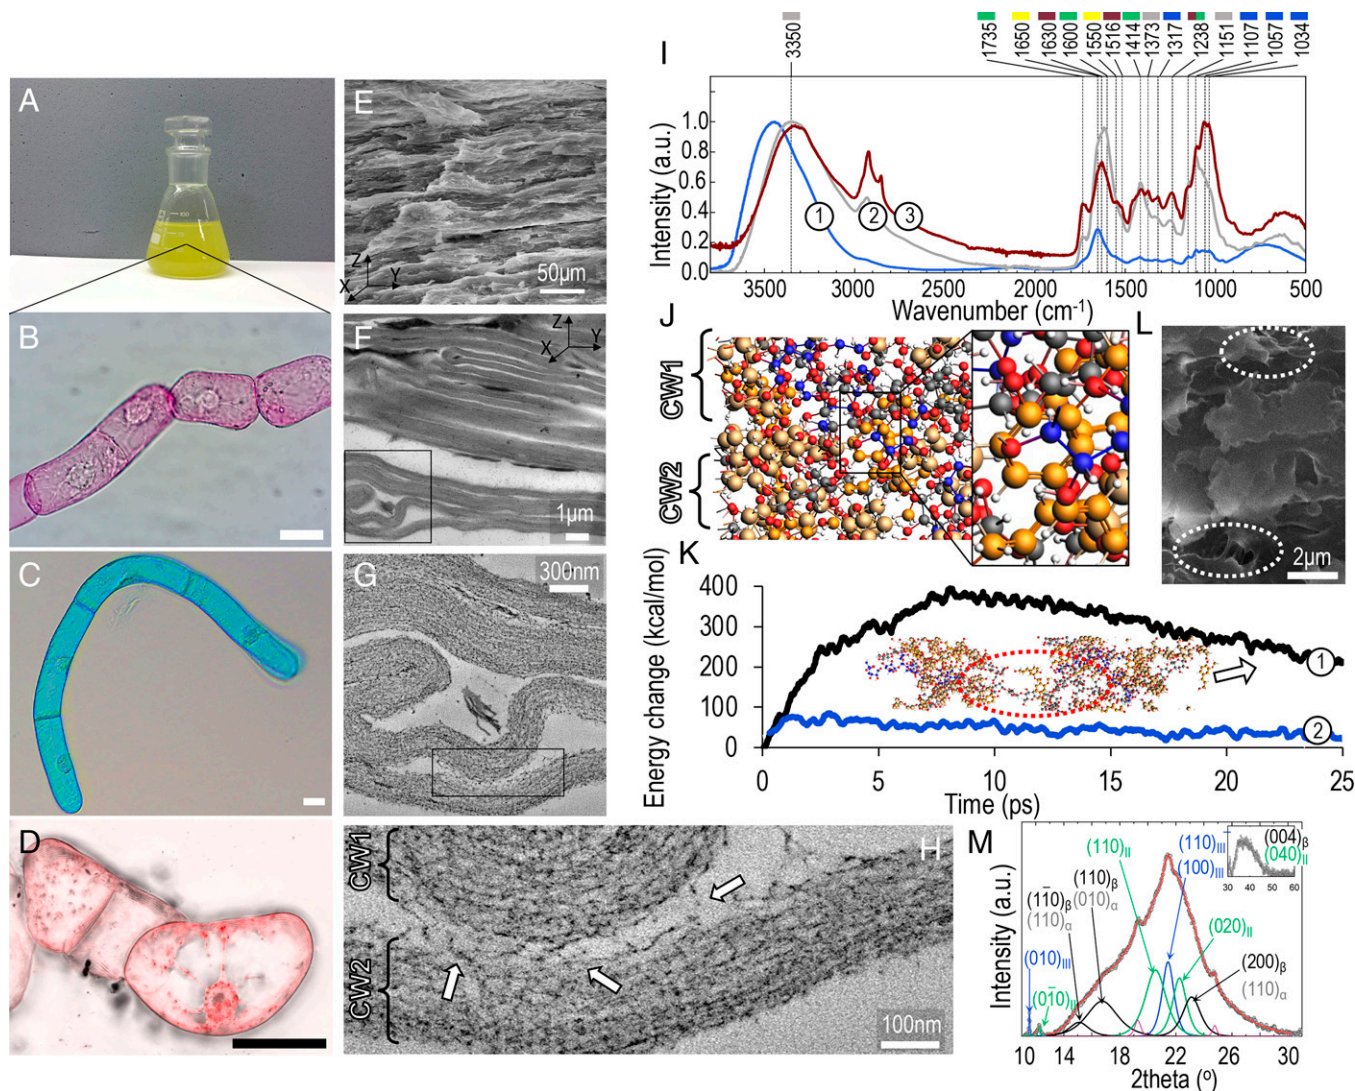 A
B
C
D
E
Z
X
Y
50μm
F
Z
X
Y
1μm
G
300nm
H
CW1
CW2
100nm
I
3350
1735
1650
1630
1600
1550
1516
1414
1373
1317
1238
1151
1107
1057
1034
Intensity (a.u.)
1.0
0.8
0.6
0.4
0.2
0.0
1
2
3
3500
3000
2500
2000
1500
1000
500
Wavenumber (cm⁻¹)
J
CW1
CW2
K
Energy change (kcal/mol)
400
300
200
100
0
1
2
0
5
10
15
20
25
Time (ps)
L
2μm
M
Intensity (a.u.)
(010)III
(01̄0)II
(11̄0)β
(110)α
(110)β
(010)α
(110)II
(110)III
(100)III
(020)II
(200)β
(110)α
(004)β
(040)II
30 40 50 60
10 14 18 22 26 30
2theta (º)